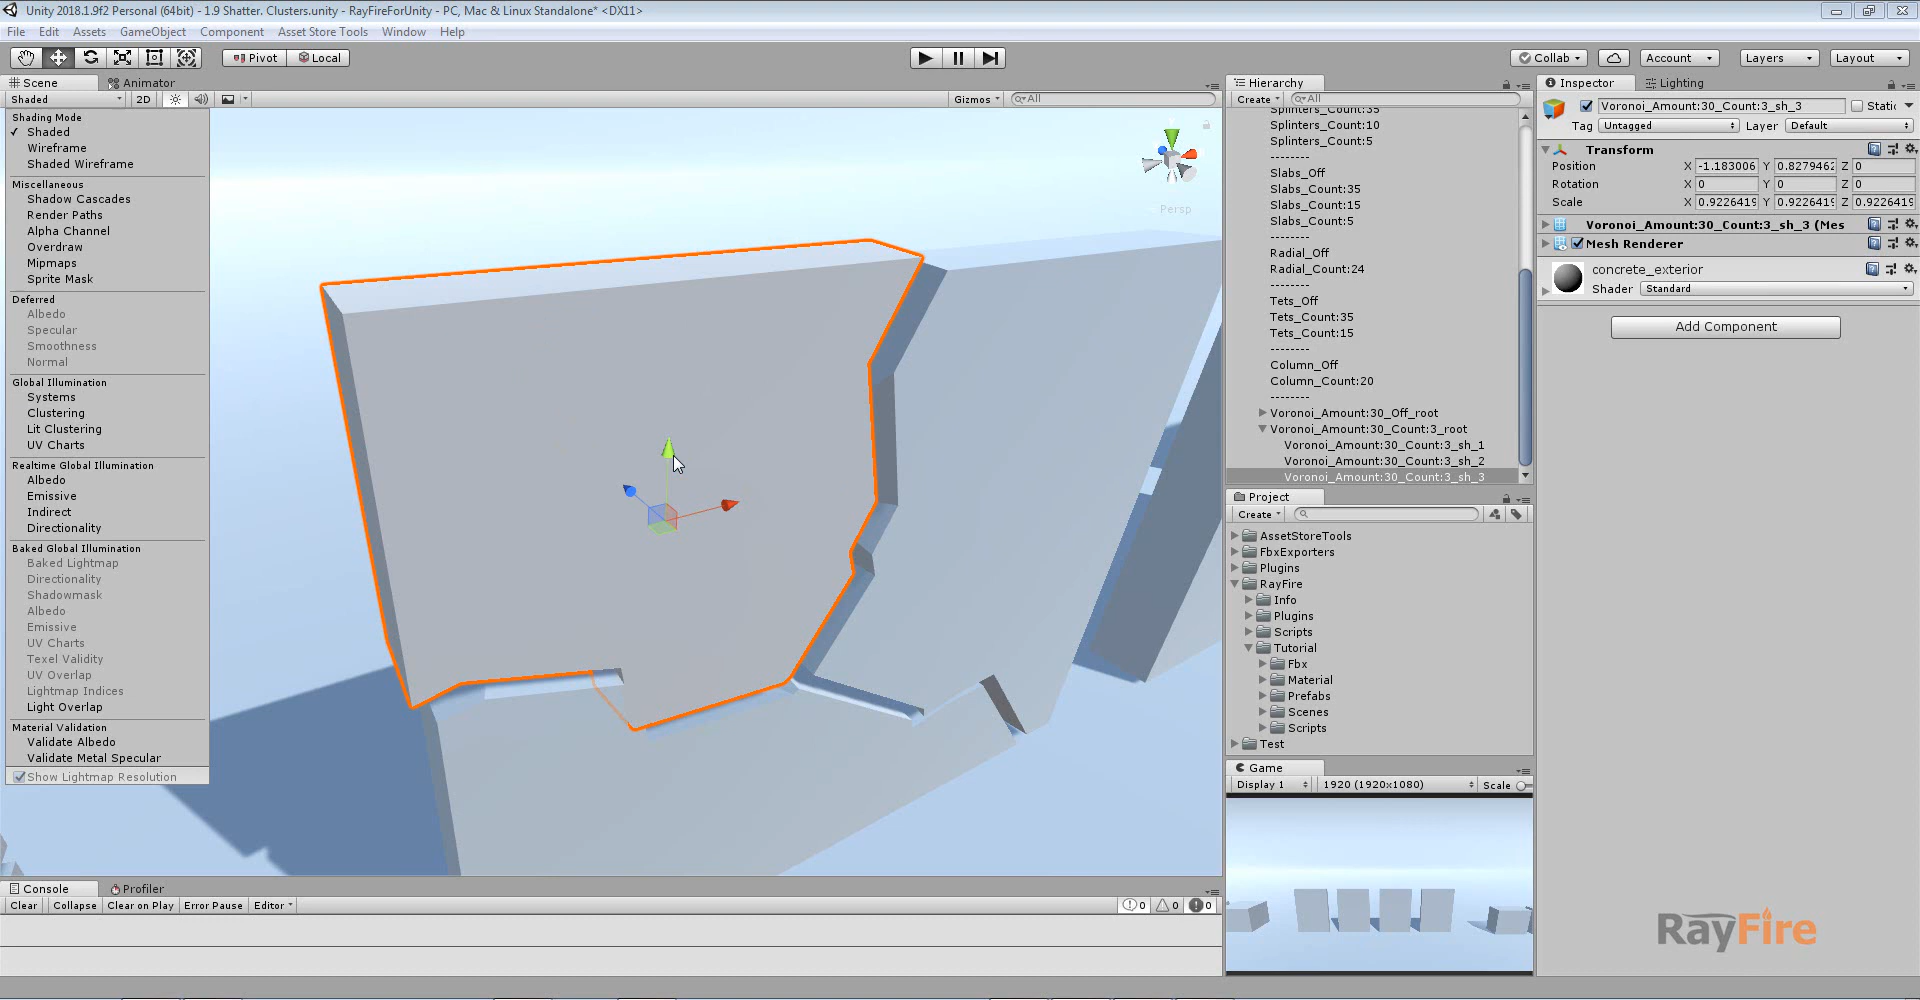 Unity 2018.1.9f2 Personal (64bit) - 1.9 Shatter. Clusters.unity - RayFireForUnity - PC, Mac & Linux Standalone* <DX11>
File Edit Assets GameObject Component Asset Store Tools Window Help
Pivot Local
Collab Account Layers Layout
Scene Animator
Shaded 2D Gizmos All
Shading Mode
Shaded
Wireframe
Shaded Wireframe
Miscellaneous
Shadow Cascades
Render Paths
Alpha Channel
Overdraw
Mipmaps
Sprite Mask
Deferred
Albedo
Specular
Smoothness
Normal
Global Illumination
Systems
Clustering
Lit Clustering
UV Charts
Realtime Global Illumination
Albedo
Emissive
Indirect
Directionality
Baked Global Illumination
Baked Lightmap
Directionality
Shadowmask
Albedo
Emissive
UV Charts
Texel Validity
UV Overlap
Lightmap Indices
Light Overlap
Material Validation
Validate Albedo
Validate Metal Specular
Show Lightmap Resolution
Persp
Hierarchy
Create All
Splinters_Count:35
Splinters_Count:10
Splinters_Count:5
--------
Slabs_Off
Slabs_Count:35
Slabs_Count:15
Slabs_Count:5
--------
Radial_Off
Radial_Count:24
--------
Tets_Off
Tets_Count:35
Tets_Count:15
--------
Column_Off
Column_Count:20
--------
Voronoi_Amount:30_Off_root
Voronoi_Amount:30_Count:3_root
Voronoi_Amount:30_Count:3_sh_1
Voronoi_Amount:30_Count:3_sh_2
Voronoi_Amount:30_Count:3_sh_3
Project
Create
AssetStoreTools
FbxExporters
Plugins
RayFire
Info
Plugins
Scripts
Tutorial
Fbx
Material
Prefabs
Scenes
Scripts
Test
Game
Display 1 1920 (1920x1080) Scale
Inspector Lighting
Voronoi_Amount:30_Count:3_sh_3 Static
Tag Untagged Layer Default
Transform
Position X -1.183006 Y 0.8279462 Z 0
Rotation X 0 Y 0 Z 0
Scale X 0.9226419 Y 0.9226419 Z 0.9226419
Voronoi_Amount:30_Count:3_sh_3 (Mes
Mesh Renderer
concrete_exterior
Shader Standard
Add Component
Console Profiler
Clear Collapse Clear on Play Error Pause Editor 0 0 0
RayFire